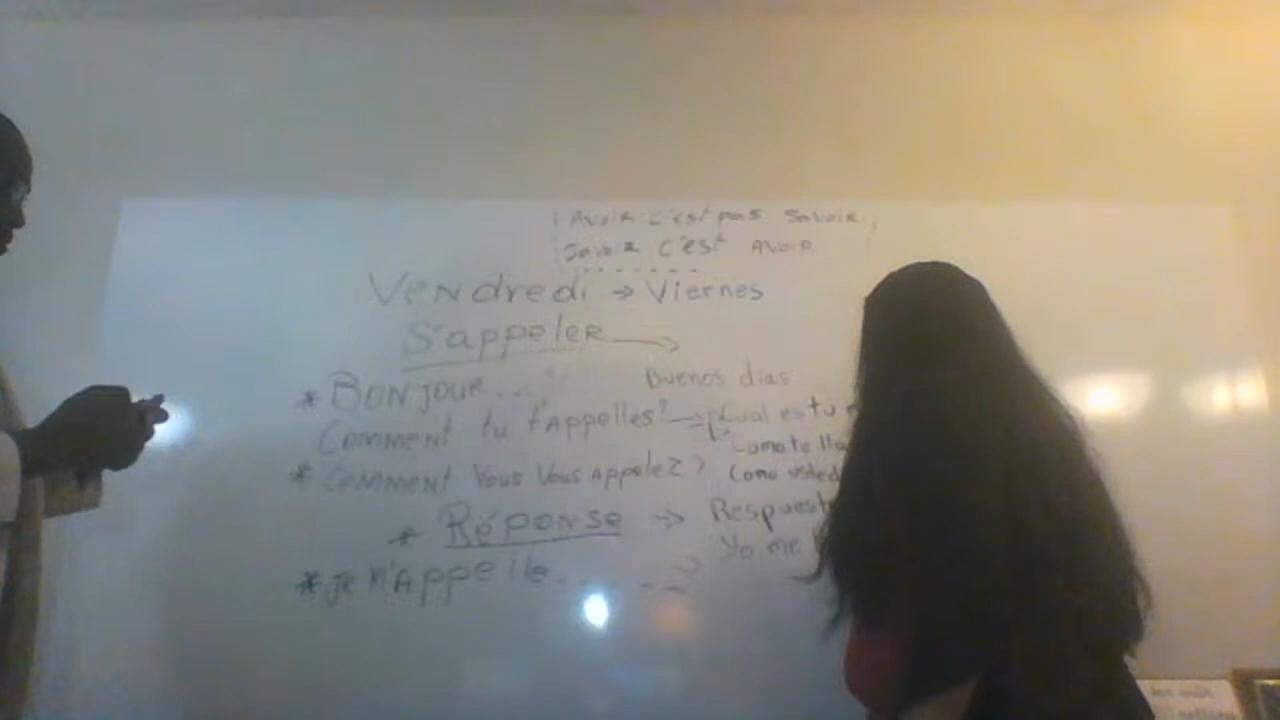 Avoir c'est pas savoir
Savoir c'est Avoir
Vendredi → Viernes
S'appeler →
* Bonjour... Buenos dias
Comment tu t'Appelles? → ¿Cual es tu
Como te lla
* Comment Vous Vous Appelez? Como usted
* Réponse → Respuest
* Je m'Appelle... Yo me